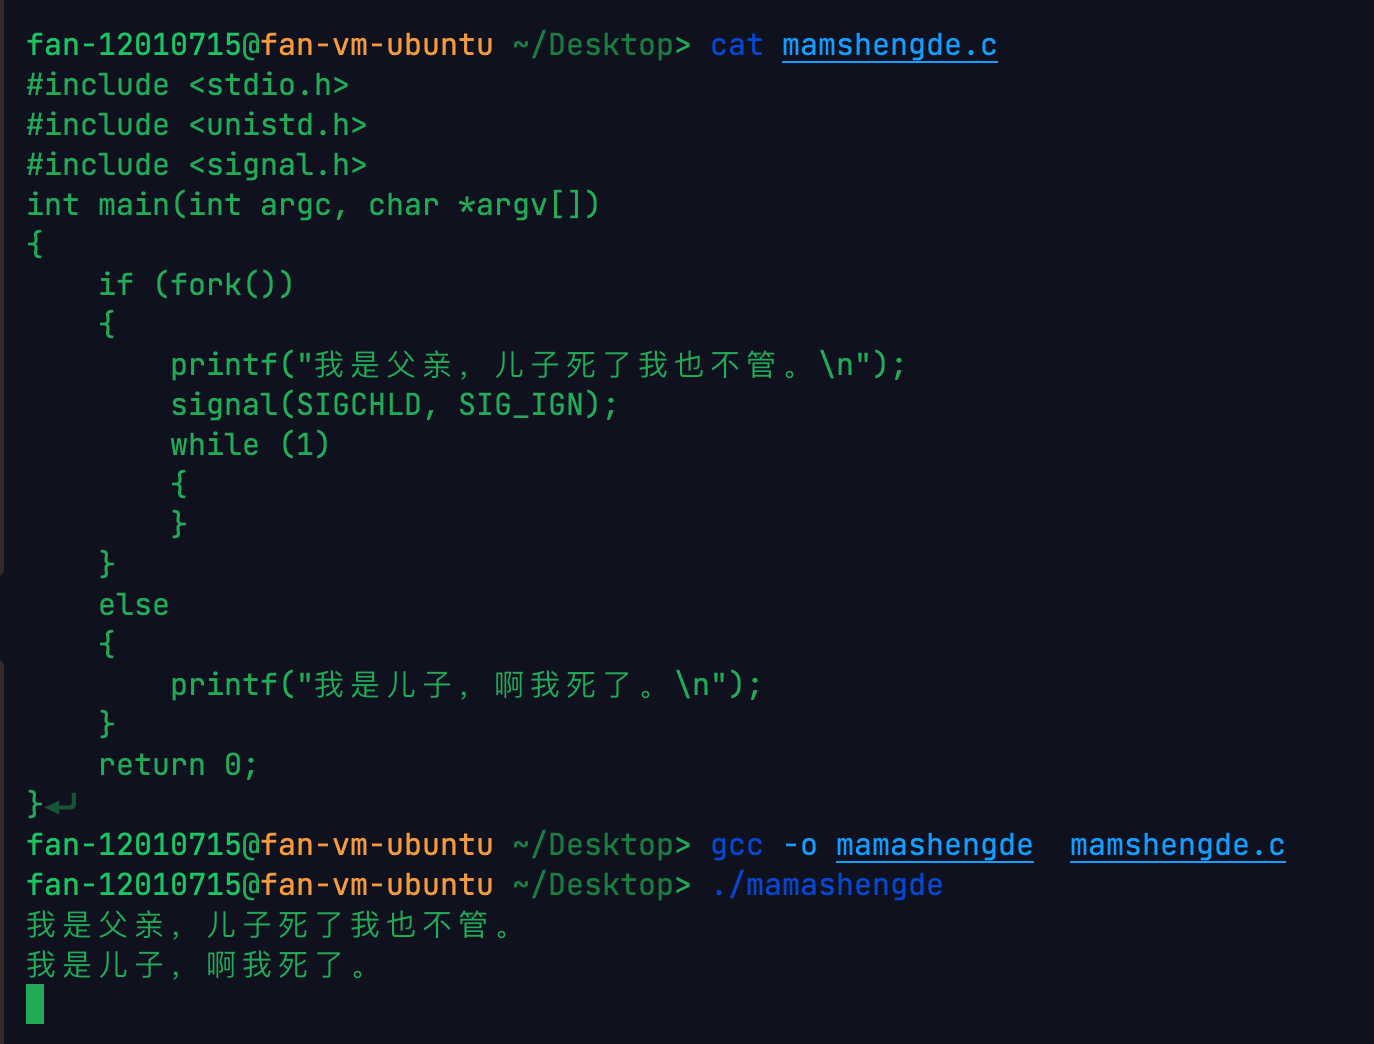 fan-12010715@fan-vm-ubuntu ~/Desktop> cat mamshengde.c
#include <stdio.h>
#include <unistd.h>
#include <signal.h>
int main(int argc, char *argv[])
{
    if (fork())
    {
        printf("我是父亲，儿子死了我也不管。\n");
        signal(SIGCHLD, SIG_IGN);
        while (1)
        {
        }
    }
    else
    {
        printf("我是儿子，啊我死了。\n");
    }
    return 0;
}⏎
fan-12010715@fan-vm-ubuntu ~/Desktop> gcc -o mamashengde  mamshengde.c
fan-12010715@fan-vm-ubuntu ~/Desktop> ./mamashengde
我是父亲，儿子死了我也不管。
我是儿子，啊我死了。